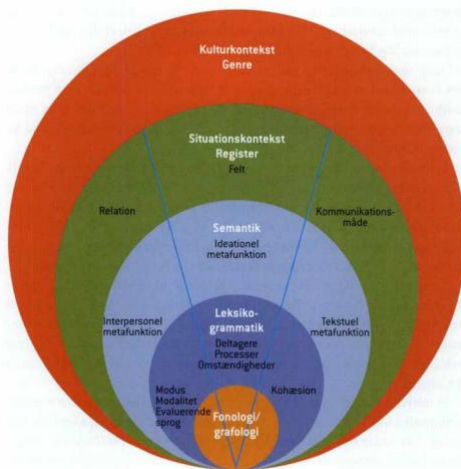 Kulturkontekst
Genre
Situationskontekst
Register
Felt
Relation
Kommunikations-
måde
Semantik
Ideationel
metafunktion
Interpersonel
metafunktion
Tekstuel
metafunktion
Leksiko-
grammatik
Deltagere
Processer
Omstændigheder
Modus
Modalitet
Evaluerende
sprog
Kohæsion
Fonologi/
grafologi